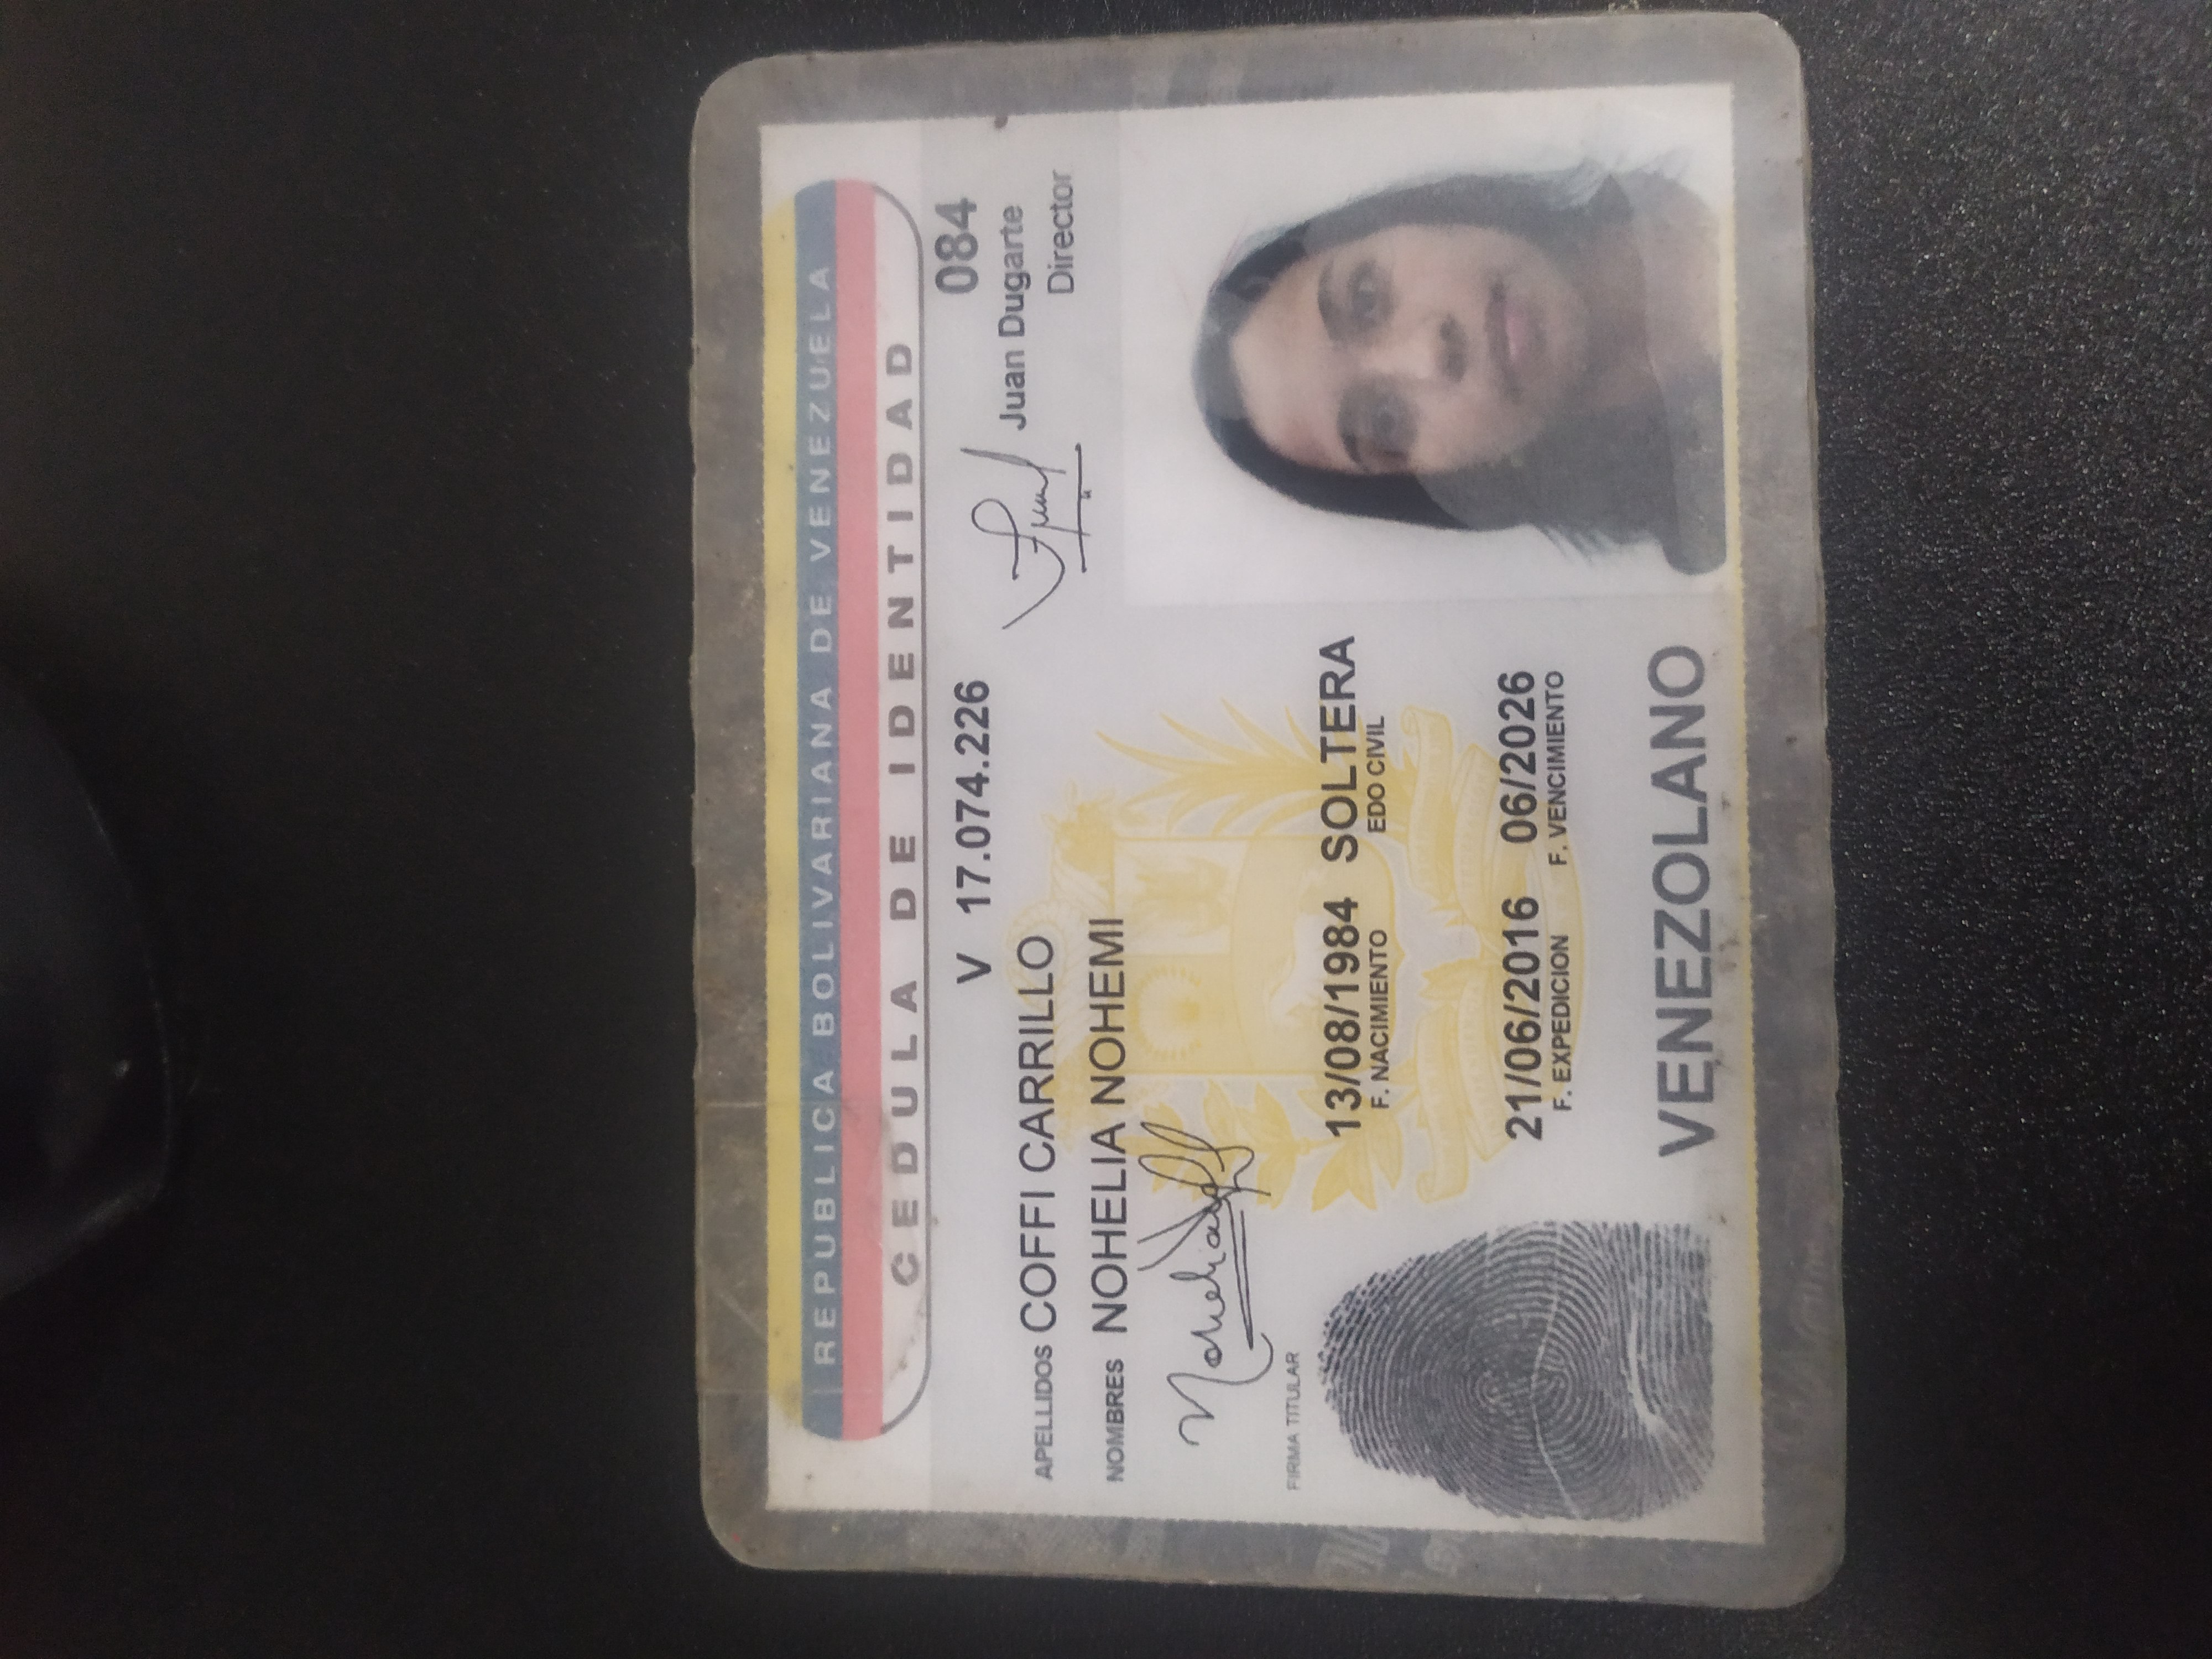 REPUBLICA BOLIVARIANA DE VENEZUELA
CEDULA DE IDENTIDAD
V 17.074.226
084
APELLIDOS COFFI CARRILLO
Juan Dugarte
Director
NOMBRES NOHELIA NOHEMI
FIRMA TITULAR
13/08/1984 SOLTERA
F. NACIMIENTO EDO CIVIL
21/06/2016 06/2026
F. EXPEDICION F. VENCIMIENTO
VENEZOLANO